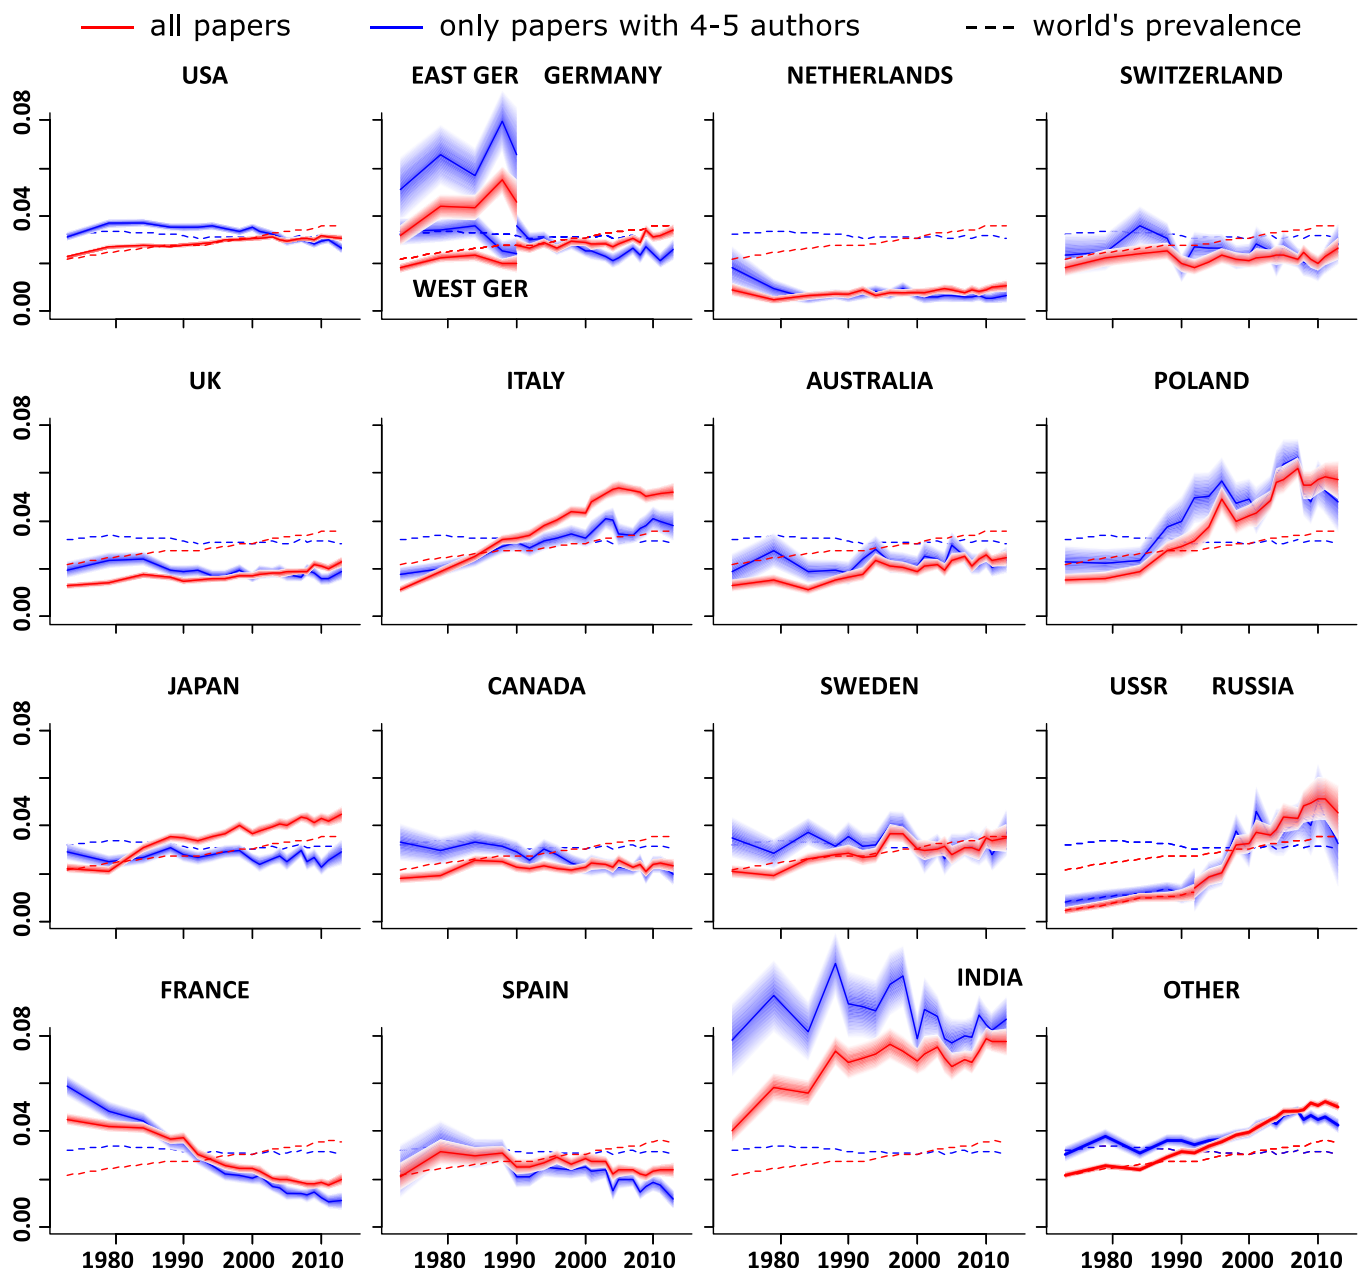 all papers only papers with 4-5 authors world's prevalence
USA EAST GER GERMANY NETHERLANDS SWITZERLAND
0.08
0.04
0.00
WEST GER
UK ITALY AUSTRALIA POLAND
0.08
0.04
0.00
JAPAN CANADA SWEDEN USSR RUSSIA
0.08
0.04
0.00
FRANCE SPAIN INDIA OTHER
0.08
0.04
0.00
1980 1990 2000 2010 1980 1990 2000 2010 1980 1990 2000 2010 1980 1990 2000 2010